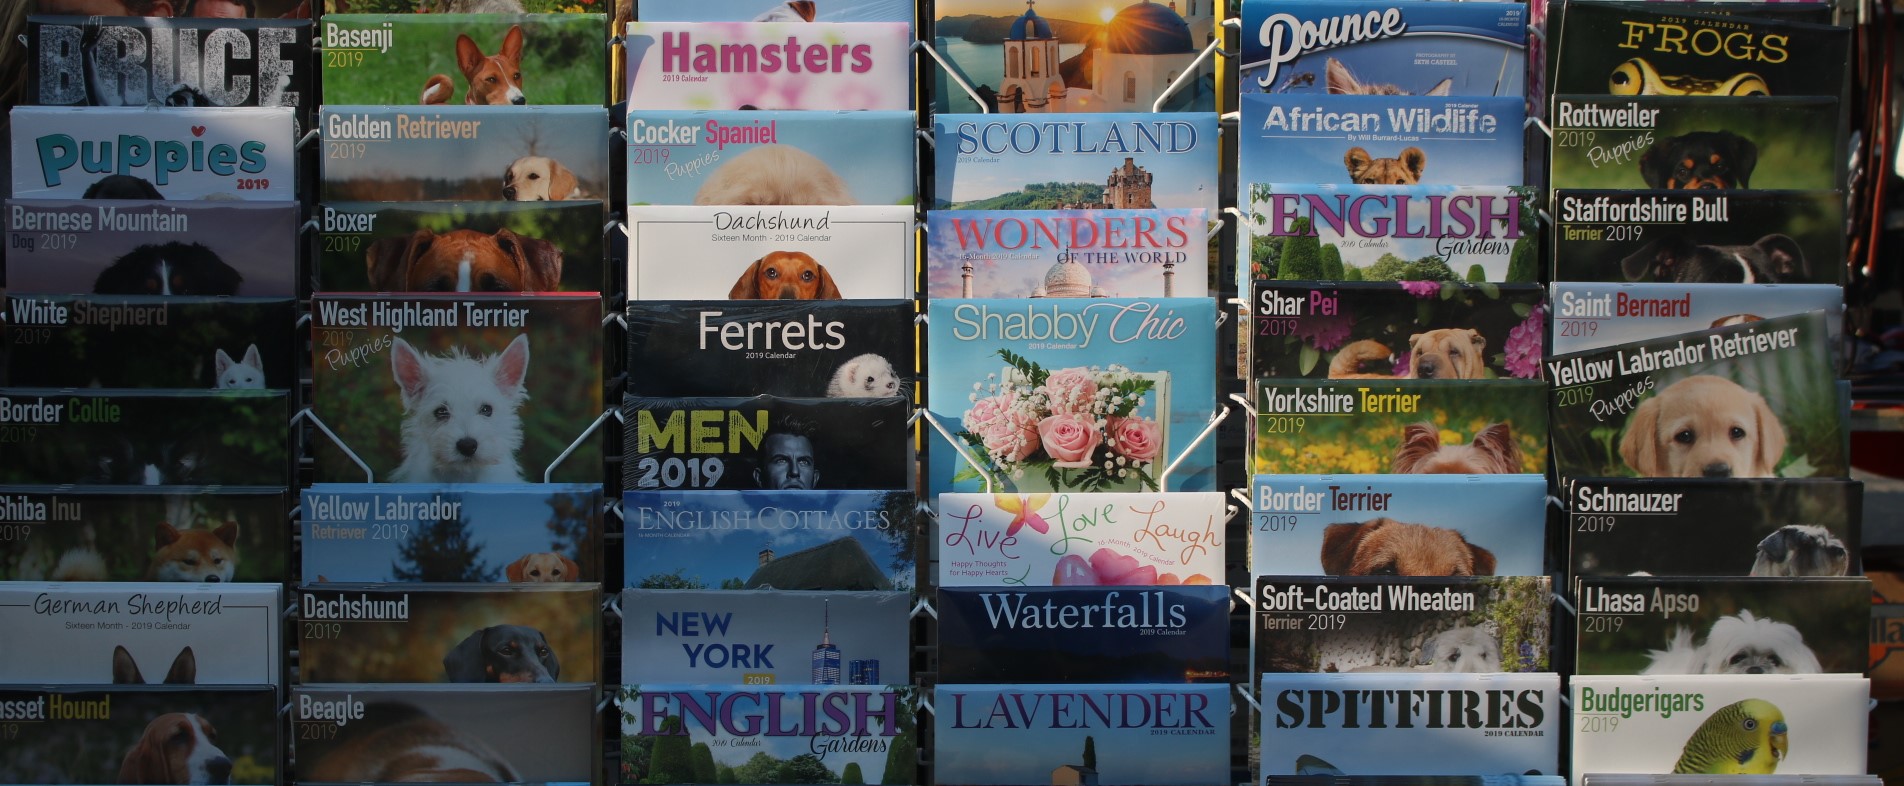 BRUCE
Puppies
2019
Bernese Mountain
Dog 2019
White Shepherd
2019
Border Collie
2019
Shiba Inu
2019
German Shepherd
Sixteen Month - 2019 Calendar
asset Hound
19
Basenji
2019
Golden Retriever
2019
Boxer
2019
West Highland Terrier
2019
Puppies
Yellow Labrador
Retriever 2019
Dachshund
2019
Beagle
2019
Hamsters
2019 Calendar
Cocker Spaniel
2019
Puppies
Dachshund
Sixteen Month - 2019 Calendar
Ferrets
2019 Calendar
MEN
2019
2019
ENGLISH COTTAGES
16-MONTH CALENDAR
NEW
YORK
2019
ENGLISH
2019 Calendar
Gardens
SCOTLAND
2019 Calendar
WONDERS
16-Month 2019 Calendar
OF THE WORLD
Shabby Chic
2019 Calendar
Live Love Laugh
16-Month 2019 Calendar
Happy Thoughts
for Happy Hearts
Waterfalls
2019 Calendar
LAVENDER
2019 CALENDAR
Pounce
2019
PHOTOGRAPHY BY
SETH CASTEEL
2019 Calendar
African Wildlife
By Will Burrard-Lucas
ENGLISH
2019 Calendar
Gardens
Shar Pei
2019
Yorkshire Terrier
2019
Border Terrier
2019
Soft-Coated Wheaten
Terrier 2019
SPITFIRES
2019 CALENDAR
2019 CALENDAR
FROGS
Rottweiler
2019
Puppies
Staffordshire Bull
Terrier 2019
Saint Bernard
2019
Yellow Labrador Retriever
2019
Puppies
Schnauzer
2019
Lhasa Apso
2019
Budgerigars
2019